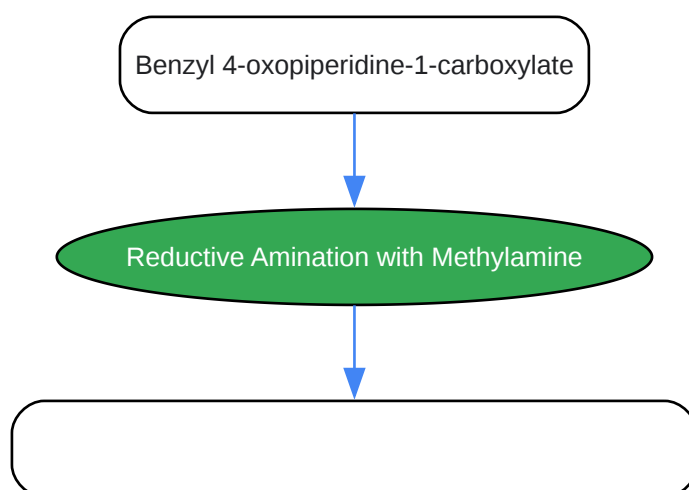 Benzyl 4-oxopiperidine-1-carboxylate
Reductive Amination with Methylamine